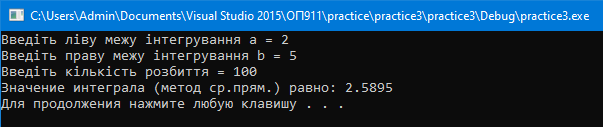 C:\Users\Admin\Documents\Visual Studio 2015\ОП911\practice\practice3\practice3\Debug\practice3.exe
Введіть ліву межу інтегрування a = 2
Введіть праву межу інтегрування b = 5
Введіть кількість розбиття = 100
Значение интеграла (метод ср.прям.) равно: 2.5895
Для продолжения нажмите любую клавишу . . .